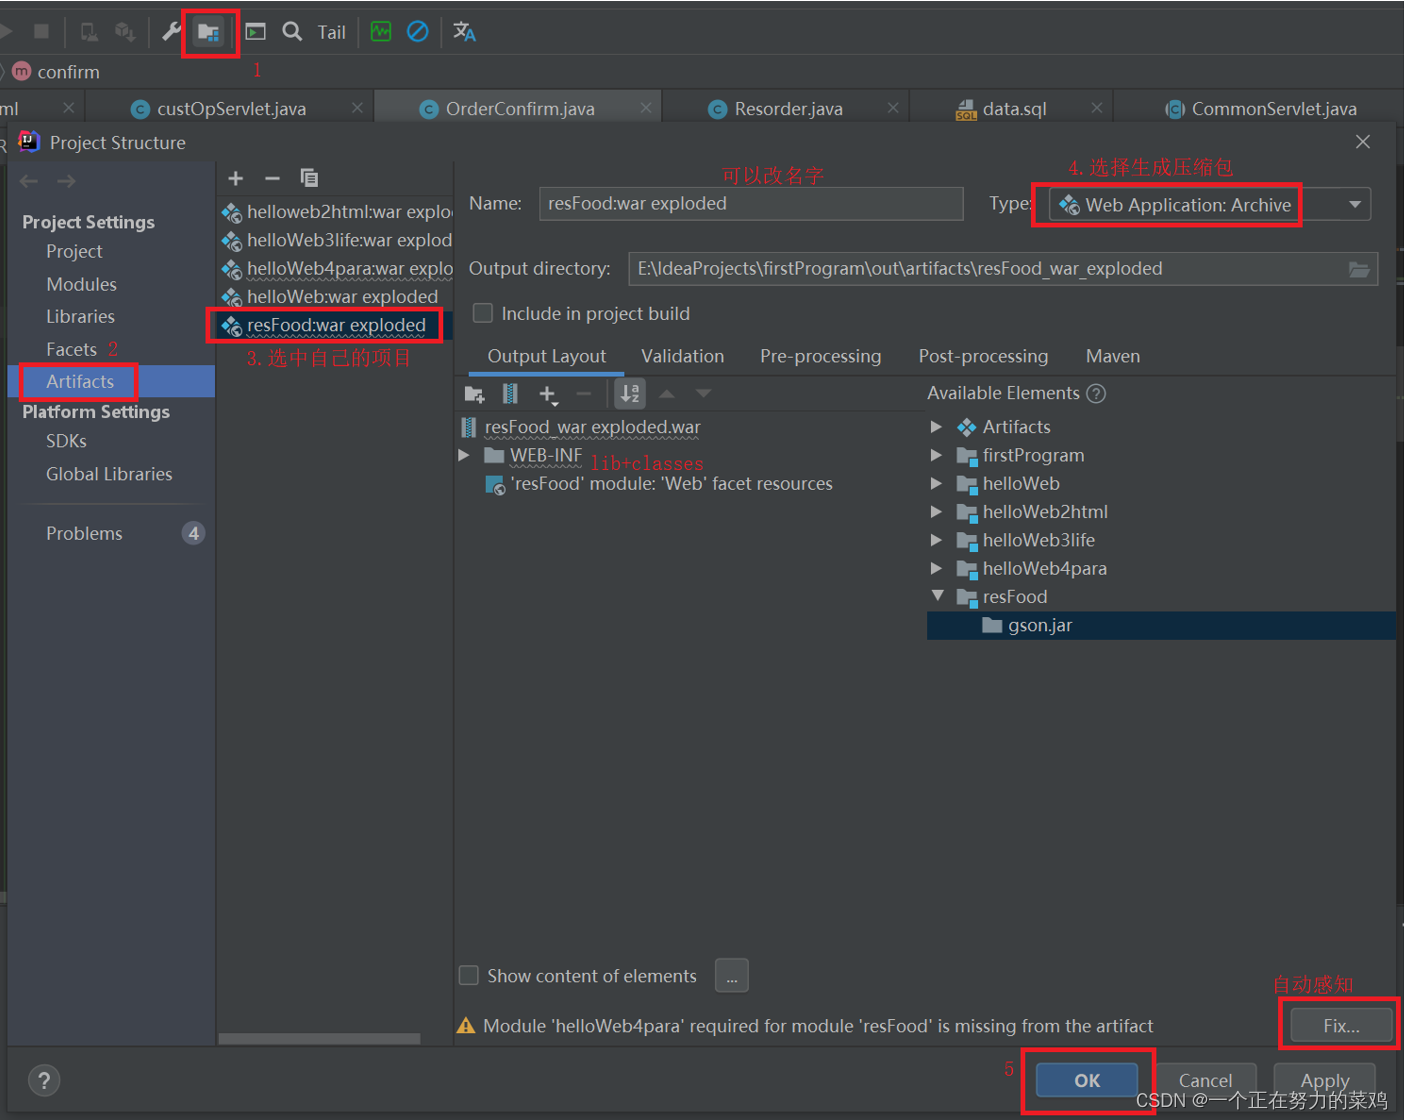 Tail
1
confirm
ml
custOpServlet.java
OrderConfirm.java
Resorder.java
data.sql
CommonServlet.java
Project Structure
可以改名字
4. 选择生成压缩包
Name: resFood:war exploded
Type: Web Application: Archive
Project Settings
Project
Modules
Libraries
Facets 2
Artifacts
Platform Settings
SDKs
Global Libraries
Problems 4
helloweb2html:war explo
helloWeb3life:war explod
helloWeb4para:war explo
helloWeb:war exploded
resFood:war exploded
3. 选中自己的项目
Output directory: E:\IdeaProjects\firstProgram\out\artifacts\resFood_war_exploded
Include in project build
Output Layout Validation Pre-processing Post-processing Maven
Available Elements ?
resFood_war exploded.war
WEB-INF lib+classes
'resFood' module: 'Web' facet resources
Artifacts
firstProgram
helloWeb
helloWeb2html
helloWeb3life
helloWeb4para
resFood
gson.jar
Show content of elements ...
自动感知
Module 'helloWeb4para' required for module 'resFood' is missing from the artifact
Fix...
?
5
OK Cancel Apply
CSDN @一个正在努力的菜鸡